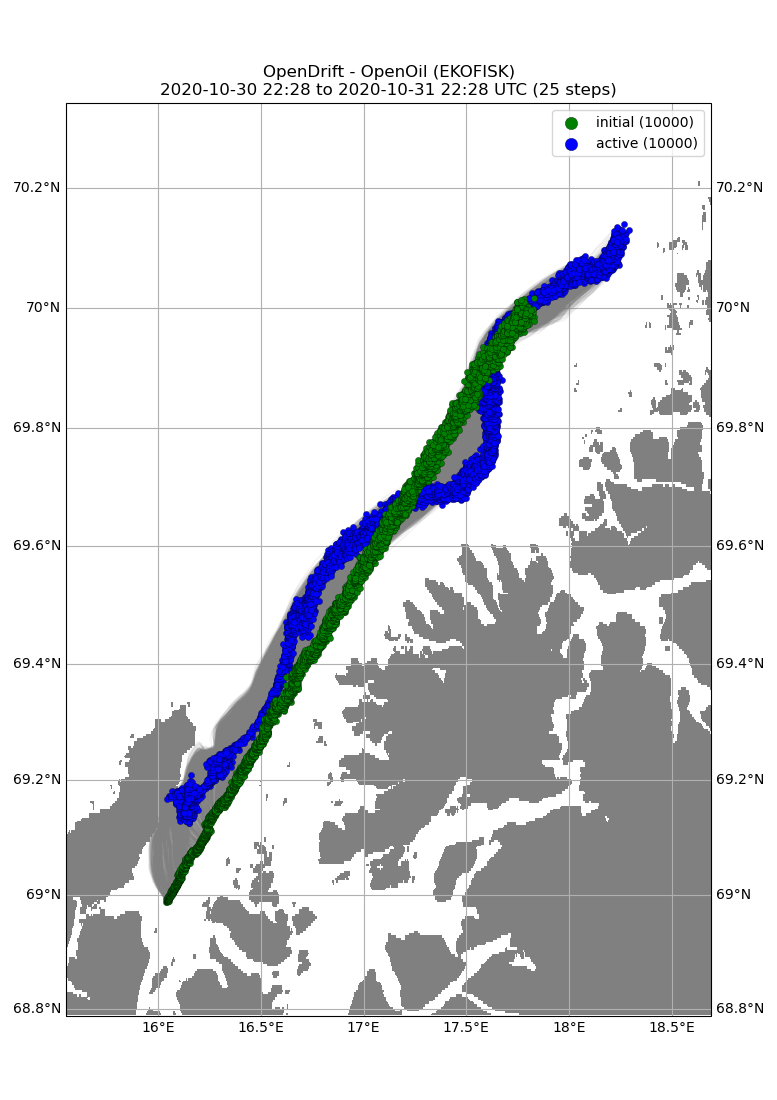 OpenDrift - OpenOil (EKOFISK)
2020-10-30 22:28 to 2020-10-31 22:28 UTC (25 steps)
initial (10000)
active (10000)
70.2°N 70.2°N
70°N 70°N
69.8°N 69.8°N
69.6°N 69.6°N
69.4°N 69.4°N
69.2°N 69.2°N
69°N 69°N
68.8°N 68.8°N
16°E 16.5°E 17°E 17.5°E 18°E 18.5°E